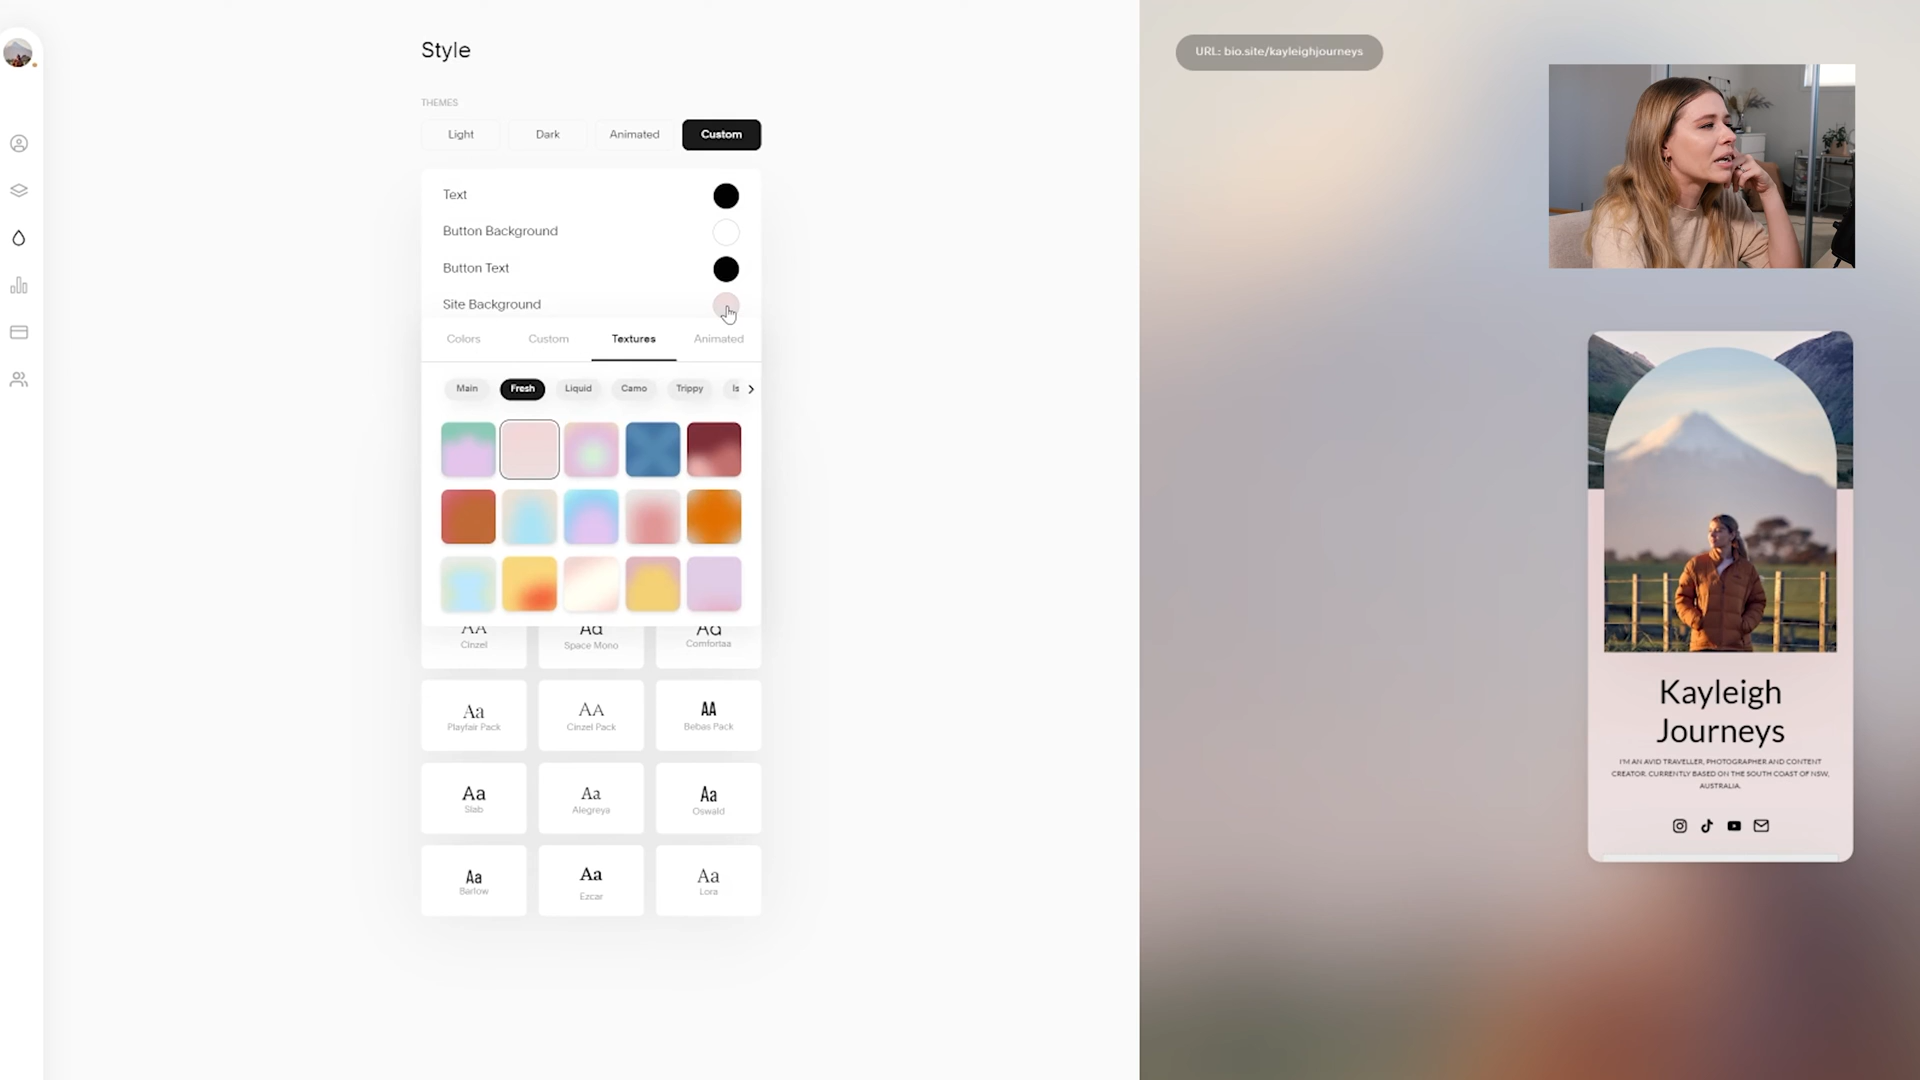 Style
THEMES
Light
Dark
Animated
Custom
Text
Button Background
Button Text
Site Background
Colors
Custom
Textures
Animated
Main
Fresh
Liquid
Camo
Trippy
Is
AA
Cinzel
Aa
Space Mono
Aa
Comfortaa
Aa
Playfair Pack
AA
Cinzel Pack
AA
Bebas Pack
Aa
Slab
Aa
Alegreya
Aa
Oswald
Aa
Barlow
Aa
Ezcar
Aa
Lora
URL: bio.site/kayleighjourneys
Kayleigh
Journeys
I'M AN AVID TRAVELLER, PHOTOGRAPHER AND CONTENT
CREATOR, CURRENTLY BASED ON THE SOUTH COAST OF NSW,
AUSTRALIA.